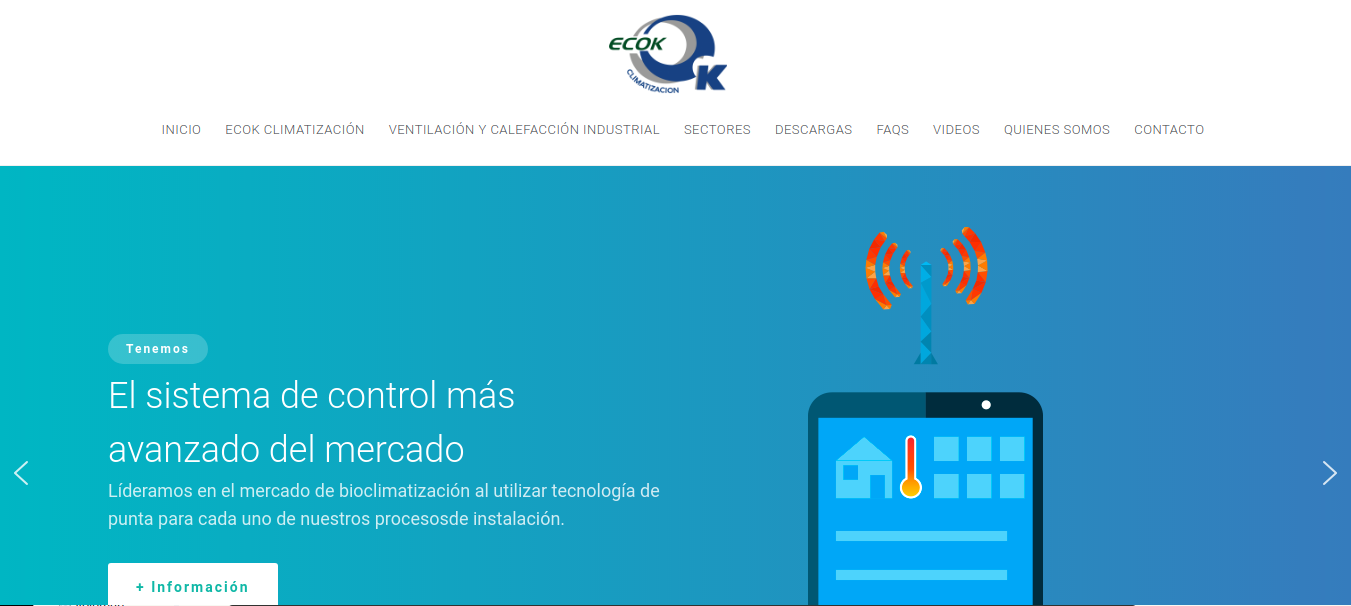 ECOK
K
CLIMATIZACION
INICIO ECOK CLIMATIZACIÓN VENTILACIÓN Y CALEFACCIÓN INDUSTRIAL SECTORES DESCARGAS FAQS VIDEOS QUIENES SOMOS CONTACTO
Tenemos
El sistema de control más
avanzado del mercado
Líderamos en el mercado de bioclimatización al utilizar tecnología de
punta para cada uno de nuestros procesosde instalación.
+ Información